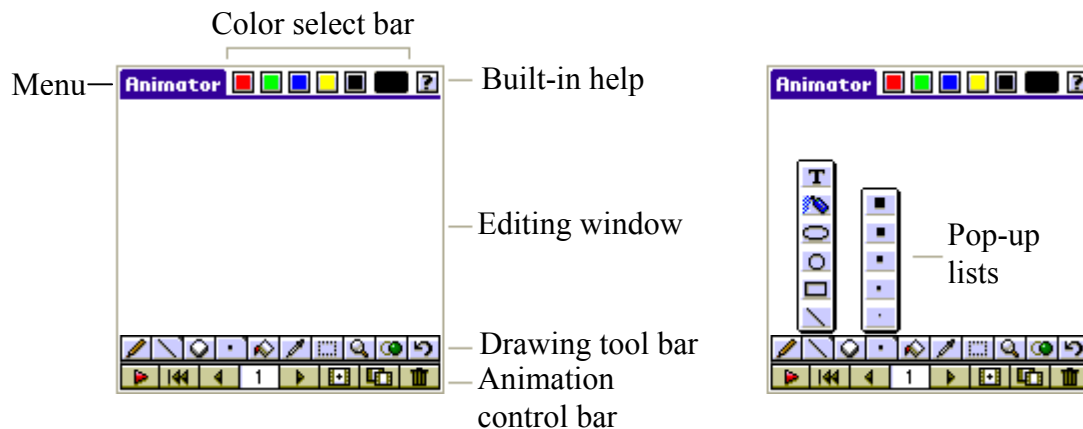 Color select bar
Menu
Animator
?
Built-in help
Editing window
Drawing tool bar
1
Animation
control bar
Animator
?
T
Pop-up
lists
1